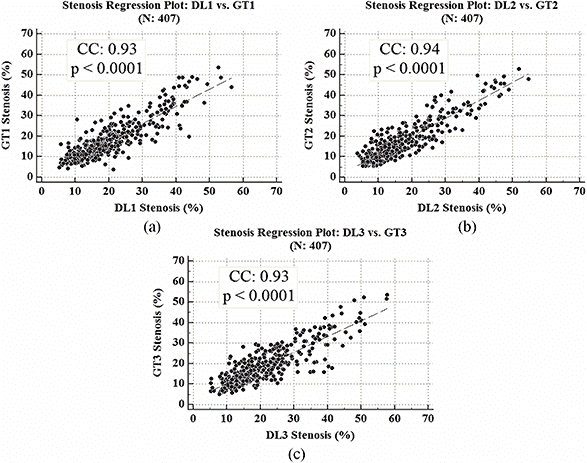 Stenosis Regression Plot: DL1 vs. GT1
(N: 407)
CC: 0.93
p < 0.0001
GT1 Stenosis (%)
70
60
50
40
30
20
10
0
0 10 20 30 40 50 60 70
DL1 Stenosis (%)
(a)
Stenosis Regression Plot: DL2 vs. GT2
(N: 407)
CC: 0.94
p < 0.0001
GT2 Stenosis (%)
70
60
50
40
30
20
10
0
0 10 20 30 40 50 60 70
DL2 Stenosis (%)
(b)
Stenosis Regression Plot: DL3 vs. GT3
(N: 407)
CC: 0.93
p < 0.0001
GT3 Stenosis (%)
70
60
50
40
30
20
10
0
0 10 20 30 40 50 60 70
DL3 Stenosis (%)
(c)